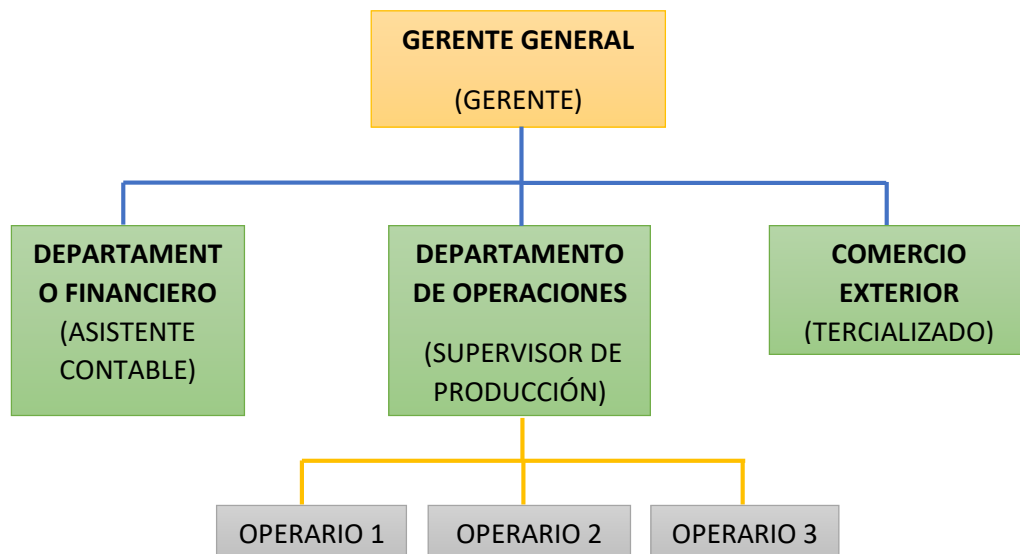 GERENTE GENERAL
(GERENTE)
DEPARTAMENT
O FINANCIERO
(ASISTENTE
CONTABLE)
DEPARTAMENTO
DE OPERACIONES
(SUPERVISOR DE
PRODUCCIÓN)
COMERCIO
EXTERIOR
(TERCIALIZADO)
OPERARIO 1
OPERARIO 2
OPERARIO 3